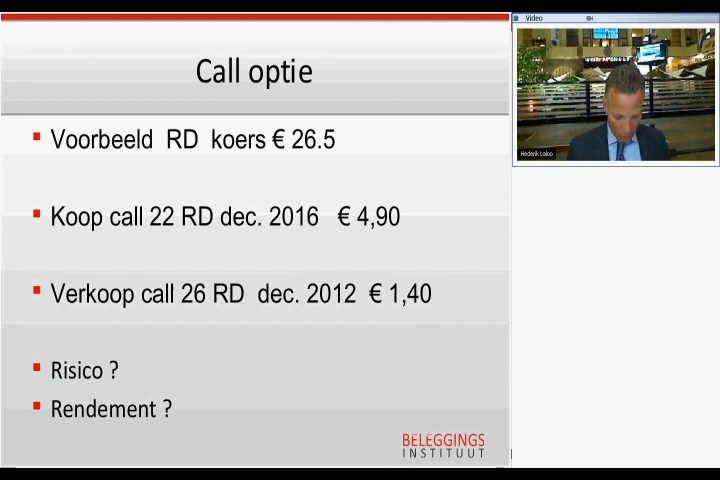 Call optie
Voorbeeld RD koers € 26.5
Koop call 22 RD dec. 2016 € 4,90
Verkoop call 26 RD dec. 2012 € 1,40
Risico ?
Rendement ?
BELEGGINGS
INSTITUUT
Video
Hederik Laloo